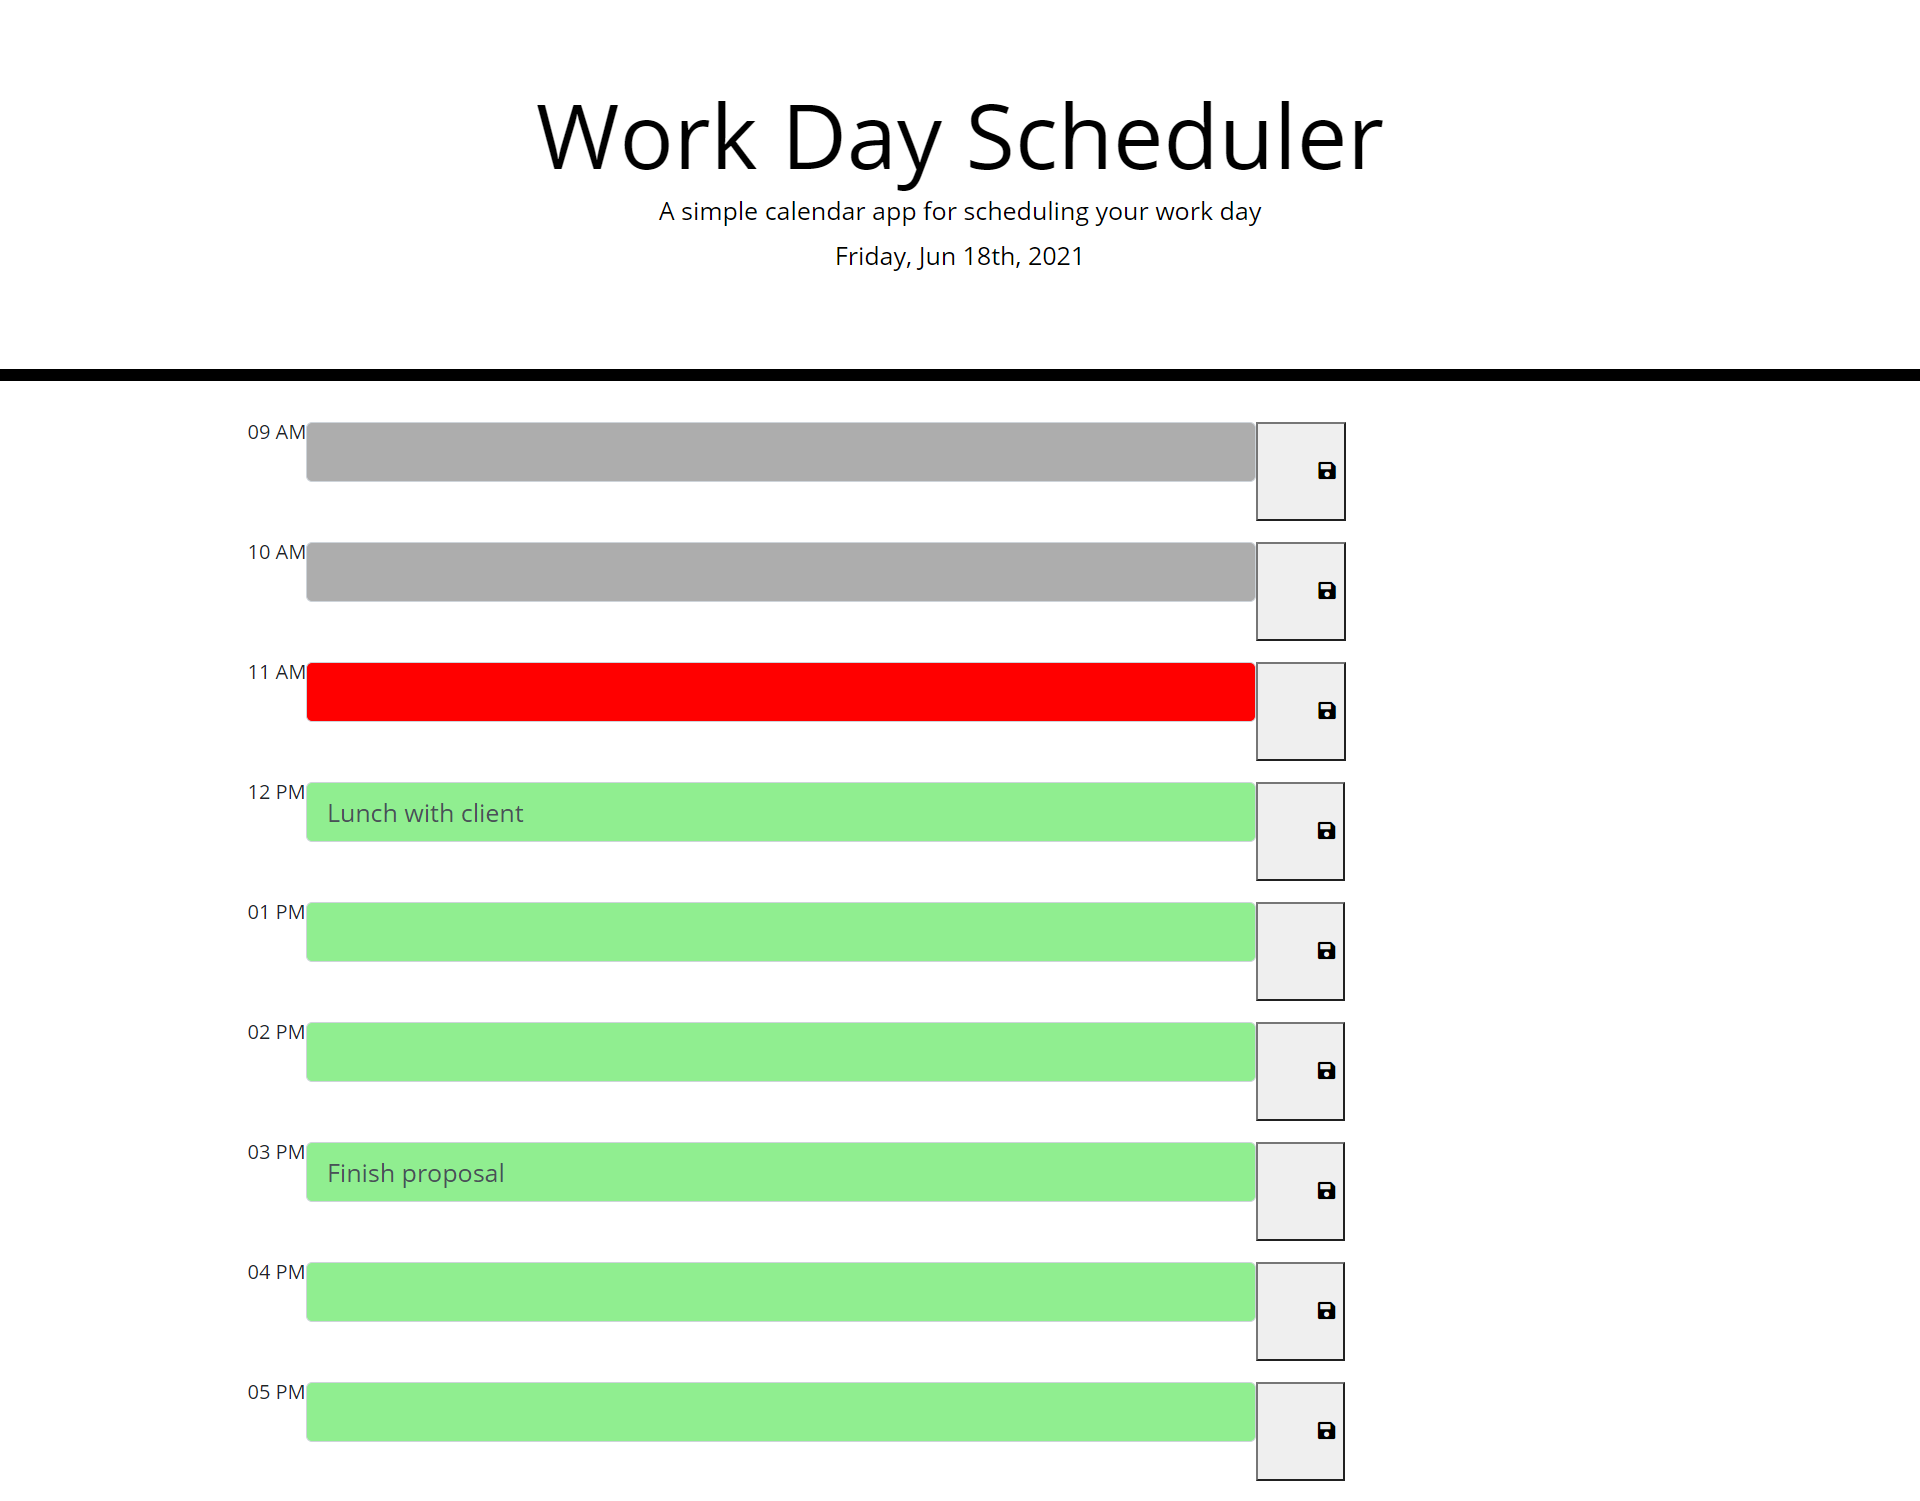 Work Day Scheduler
A simple calendar app for scheduling your work day
Friday, Jun 18th, 2021
09 AM
10 AM
11 AM
12 PM
Lunch with client
01 PM
02 PM
03 PM
Finish proposal
04 PM
05 PM